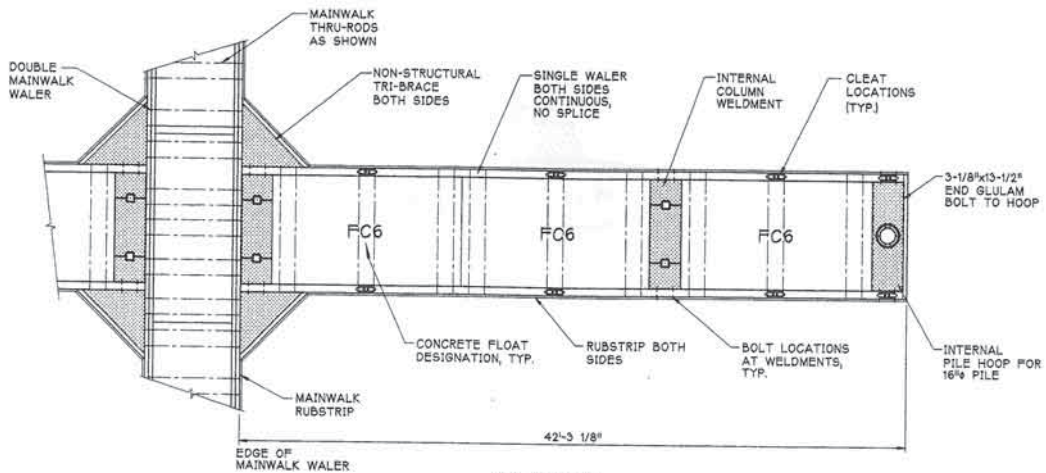 MAINWALK
THRU-RODS
AS SHOWN
DOUBLE
MAINWALK
WALER
NON-STRUCTURAL
TRI-BRACE
BOTH SIDES
SINGLE WALER
BOTH SIDES
CONTINUOUS,
NO SPLICE
INTERNAL
COLUMN
WELDMENT
CLEAT
LOCATIONS
(TYP.)
3-1/8"x13-1/2"
END GLULAM
BOLT TO HOOP
FC6
FC6
FC6
CONCRETE FLOAT
DESIGNATION, TYP.
RUBSTRIP BOTH
SIDES
BOLT LOCATIONS
AT WELDMENTS,
TYP.
INTERNAL
PILE HOOP FOR
16"ø PILE
MAINWALK
RUBSTRIP
42'-3 1/8"
EDGE OF
MAINWALK WALER